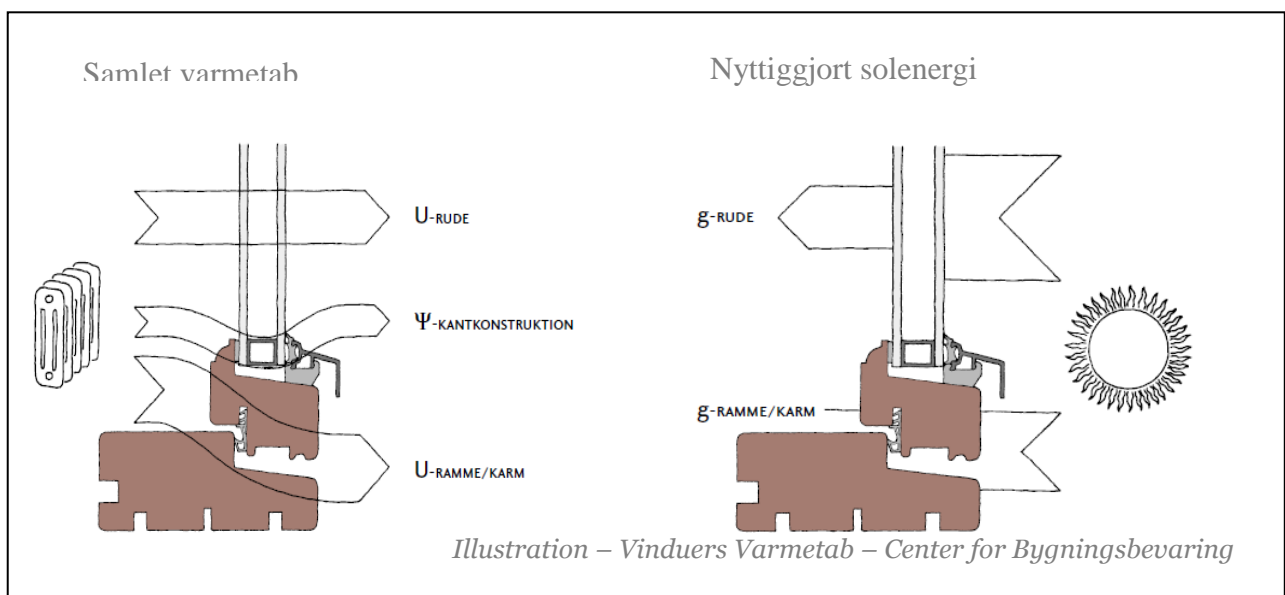 Samlet varmetab
Nyttiggjort solenergi
U-RUDE
g-RUDE
Ψ-KANTKONSTRUKTION
g-RAMME/KARM
U-RAMME/KARM
Illustration – Vinduers Varmetab – Center for Bygningsbevaring